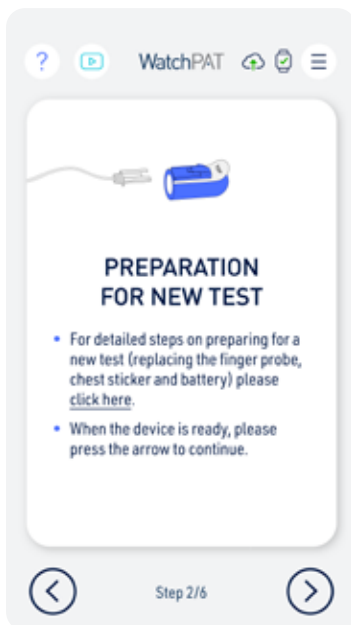 ?
WatchPAT
PREPARATION
FOR NEW TEST
• For detailed steps on preparing for a
new test (replacing the finger probe,
chest sticker and battery) please
click here.
• When the device is ready, please
press the arrow to continue.
Step 2/6